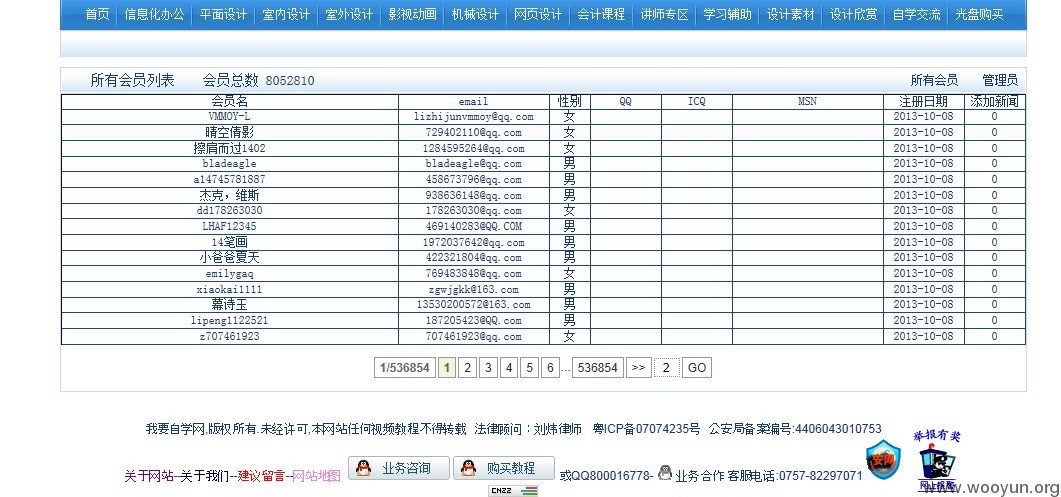 首页 信息化办公 平面设计 室内设计 室外设计 影视动画 机械设计 网页设计 会计课程 讲师专区 学习辅助 设计素材 设计欣赏 自学交流 光盘购买
所有会员列表 会员总数 8052810 所有会员 管理员
会员名 email 性别 QQ ICQ MSN 注册日期 添加新闻
VMMOY-L lizhijunvmmoy@qq.com 女 2013-10-08 0
晴空倩影 729402110@qq.com 女 2013-10-08 0
擦肩而过1402 1284595264@qq.com 女 2013-10-08 0
bladeagle bladeagle@qq.com 男 2013-10-08 0
a14745781887 458673796@qq.com 男 2013-10-08 0
杰克，维斯 938636148@qq.com 男 2013-10-08 0
dd178263030 178263030@qq.com 女 2013-10-08 0
LHAF12345 469140283@QQ.COM 男 2013-10-08 0
14笔画 1972037642@qq.com 男 2013-10-08 0
小爸爸夏天 422321804@qq.com 男 2013-10-08 0
emilygaq 769483848@qq.com 女 2013-10-08 0
xiaokai1111 zgwjgkk@163.com 男 2013-10-08 0
幕诗玉 13530200572@163.com 男 2013-10-08 0
lipeng1122521 187205423@QQ.com 男 2013-10-08 0
z707461923 707461923@qq.com 女 2013-10-08 0
1/536854 1 2 3 4 5 6 ... 536854 >> 2 GO
我要自学网,版权所有.未经许可,本网站任何视频教程不得转载 法律顾问：刘炜律师 粤ICP备07074235号 公安局备案编号:4406043010753
举报有奖
关于网站--关于我们--建议留言--网站地图 业务咨询 购买教程 或QQ800016778- 业务合作 客服电话:0757-82297071
CNZZ
www.wooyun.org